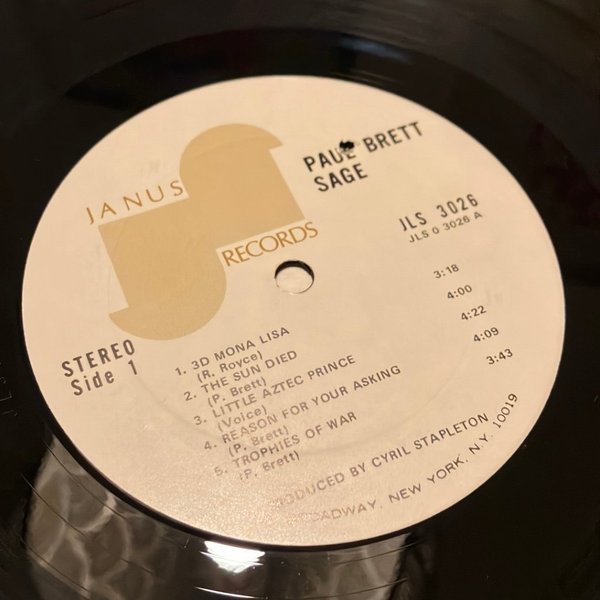 JANUS
RECORDS
PAUL BRETT
SAGE
JLS 3026
JLS 0 3026 A
STEREO
Side 1
1. 3D MONA LISA 3:18
(R. Royce)
2. THE SUN DIED 4:00
(P. Brett)
3. LITTLE AZTEC PRINCE 4:22
(Voice)
4. REASON FOR YOUR ASKING 4:09
(P. Brett)
5. TROPHIES OF WAR 3:43
(P. Brett)
BY CYRIL STAPLETON
NEW YORK, N.Y. 10019